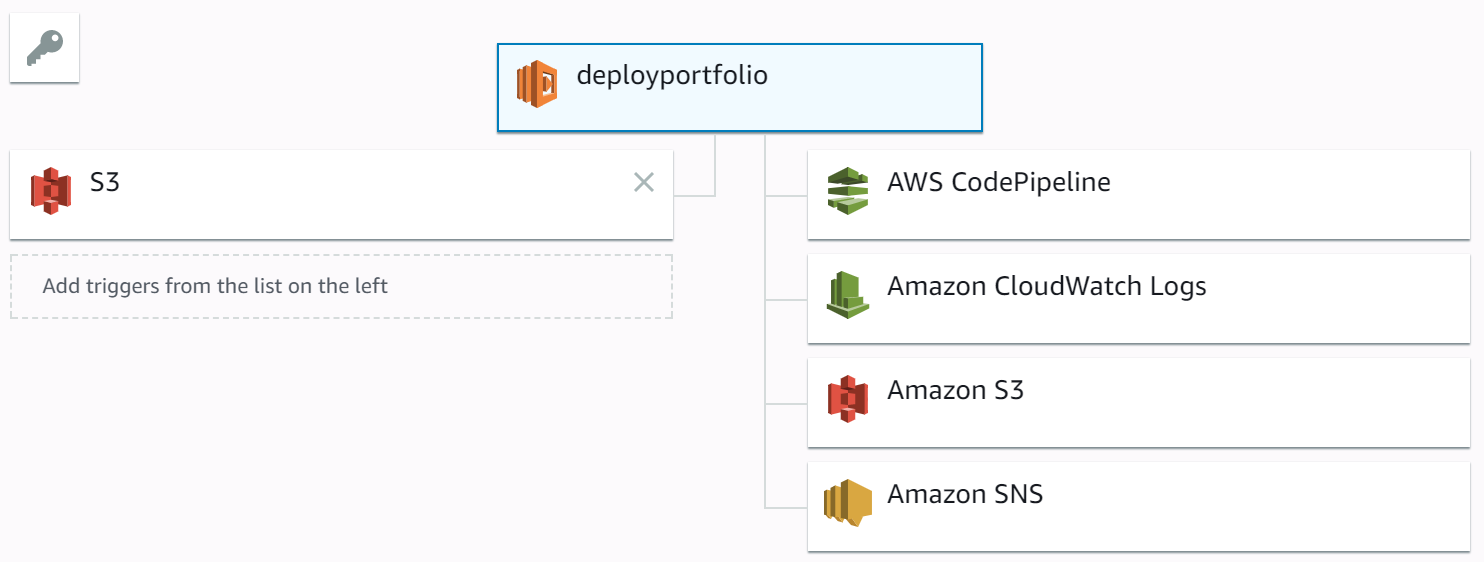 deployportfolio
S3
Add triggers from the list on the left
AWS CodePipeline
Amazon CloudWatch Logs
Amazon S3
Amazon SNS